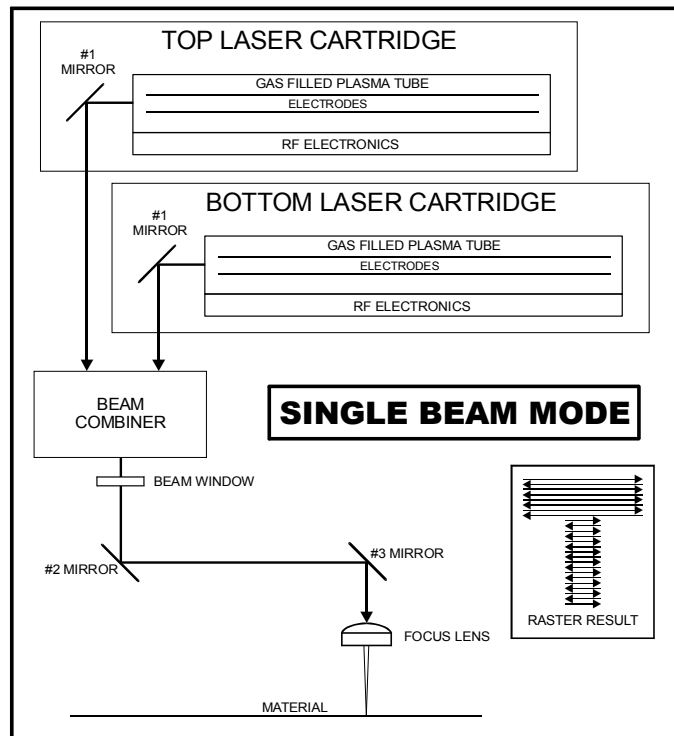 TOP LASER CARTRIDGE
#1
MIRROR
GAS FILLED PLASMA TUBE
ELECTRODES
RF ELECTRONICS
BOTTOM LASER CARTRIDGE
#1
MIRROR
GAS FILLED PLASMA TUBE
ELECTRODES
RF ELECTRONICS
BEAM
COMBINER
SINGLE BEAM MODE
BEAM WINDOW
#2 MIRROR
#3 MIRROR
FOCUS LENS
RASTER RESULT
MATERIAL